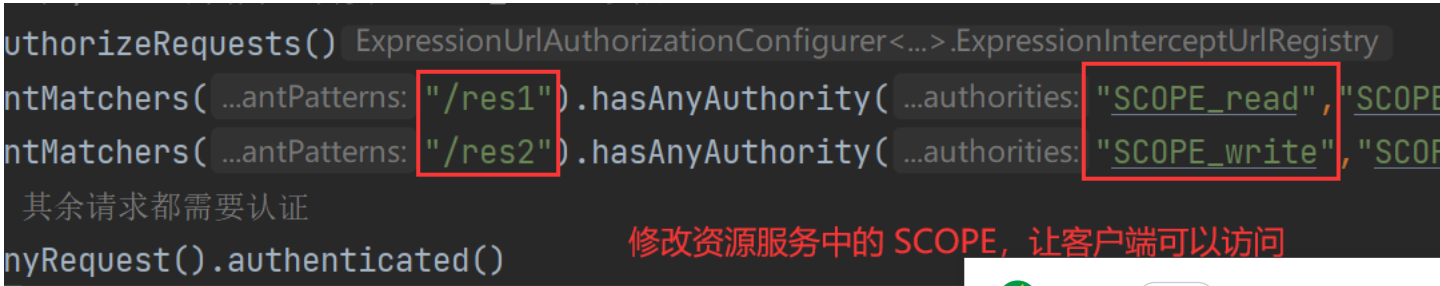 uthorizeRequests() ExpressionUrlAuthorizationConfigurer<...>.ExpressionInterceptUrlRegistry
ntMatchers( ...antPatterns: "/res1").hasAnyAuthority( ...authorities: "SCOPE_read","SCOPE
ntMatchers( ...antPatterns: "/res2").hasAnyAuthority( ...authorities: "SCOPE_write","SCOP
其余请求都需要认证
nyRequest().authenticated()
修改资源服务中的 SCOPE，让客户端可以访问